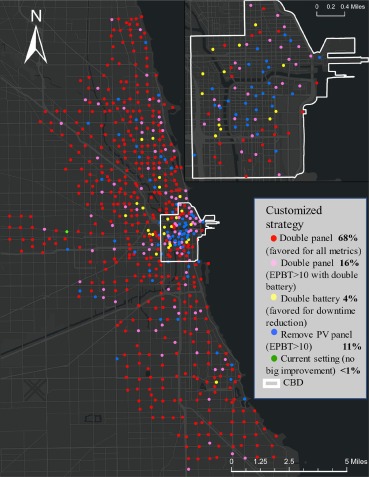 N
0 0.2 0.4 Miles
Customized
strategy
Double panel 68%
(favored for all metrics)
Double panel 16%
(EPBT>10 with double
battery)
Double battery 4%
(favored for downtime
reduction)
Remove PV panel
(EPBT>10) 11%
Current setting (no
big improvement) <1%
CBD
0 1.25 2.5 5 Miles